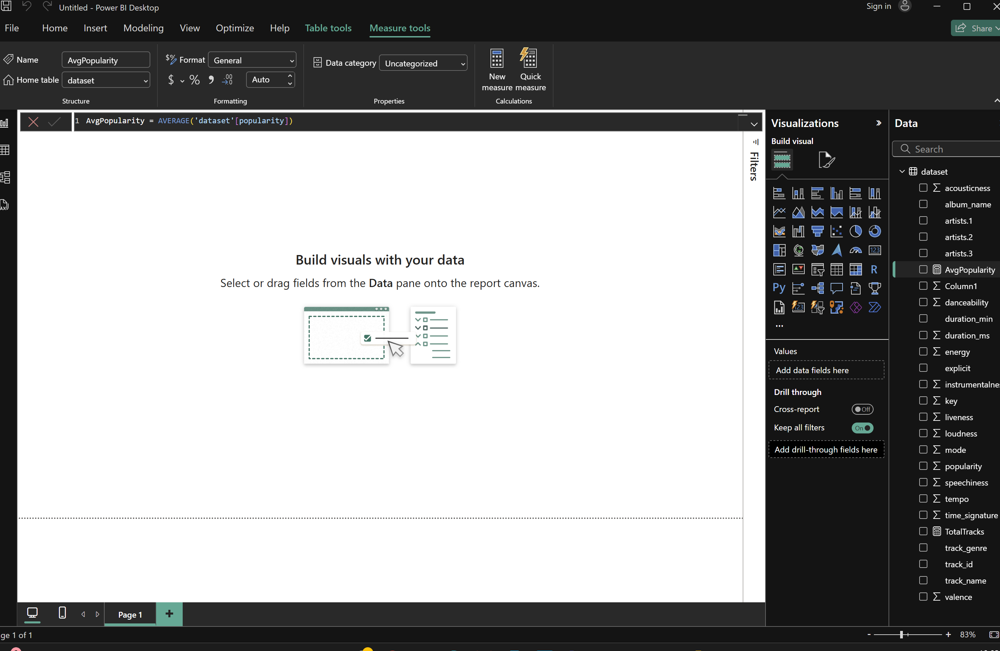 Untitled - Power BI Desktop
Sign in
File Home Insert Modeling View Optimize Help Table tools Measure tools
Share
Name AvgPopularity
Home table dataset
Structure
$% Format General
$ % 9 .00 →.0 Auto
Formatting
Data category Uncategorized
Properties
New measure
Quick measure
Calculations
1 AvgPopularity = AVERAGE('dataset'[popularity])
Filters
Build visuals with your data
Select or drag fields from the Data pane onto the report canvas.
Visualizations
Build visual
123
R
Py
123
...
Values
Add data fields here
Drill through
Cross-report Off
Keep all filters On
Add drill-through fields here
Data
Search
dataset
acousticness
album_name
artists.1
artists.2
artists.3
AvgPopularity
Column1
danceability
duration_min
duration_ms
energy
explicit
instrumentalne
key
liveness
loudness
mode
popularity
speechiness
tempo
time_signature
TotalTracks
track_genre
track_id
track_name
valence
Page 1
+
ge 1 of 1
- + 83%